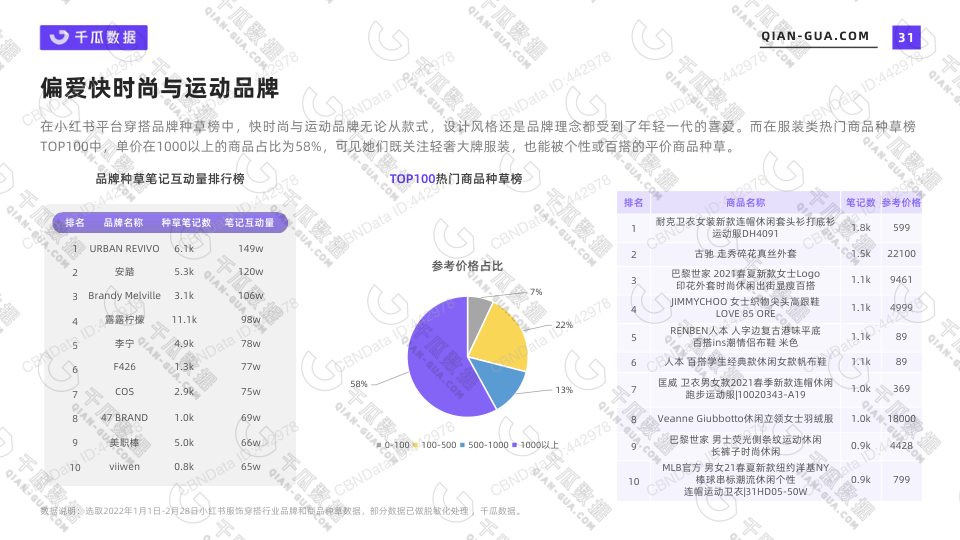 千瓜数据
QIAN-GUA.COM
31
偏爱快时尚与运动品牌
在小红书平台穿搭品牌种草榜中，快时尚与运动品牌无论从款式，设计风格还是品牌理念都受到了年轻一代的喜爱。而在服装类热门商品种草榜
TOP100中，单价在1000以上的商品占比为58%，可见她们既关注轻奢大牌服装，也能被个性或百搭的平价商品种草。
品牌种草笔记互动量排行榜
排名 品牌名称 种草笔记数 笔记互动量
1 URBAN REVIVO 6.1k 149w
2 安踏 5.3k 120w
3 Brandy Melville 3.1k 106w
4 露露柠檬 11.1k 98w
5 李宁 4.9k 78w
6 F426 1.3k 77w
7 COS 2.9k 75w
8 47 BRAND 1.0k 69w
9 美职棒 5.0k 66w
10 viiwen 0.8k 65w
TOP100热门商品种草榜
参考价格占比
7%
22%
13%
58%
0-100 100-500 500-1000 1000以上
排名 商品名称 笔记数 参考价格
1 耐克卫衣女装新款连帽休闲套头衫打底衫
运动服DH4091 1.8k 599
2 古驰 走秀碎花真丝外套 1.5k 22100
3 巴黎世家 2021春夏新款女士Logo
印花外套时尚休闲出街显瘦百搭 1.1k 9461
4 JIMMYCHOO 女士织物尖头高跟鞋
LOVE 85 ORE 1.1k 4999
5 RENBEN人本 人字边复古港味平底
百搭ins潮情侣布鞋 米色 1.1k 89
6 人本 百搭学生经典款休闲女款帆布鞋 1.1k 89
7 匡威 卫衣男女款2021春季新款连帽休闲
跑步运动服J10020343-A19 1.0k 369
8 Veanne Giubbotto休闲立领女士羽绒服 1.0k 18000
9 巴黎世家 男士荧光侧条纹运动休闲
长裤子时尚休闲 0.9k 4428
10 MLB官方 男女21春夏新款纽约洋基NY
棒球串标潮流休闲个性
连帽运动卫衣J31HD05-50W 0.9k 799
数据说明：选取2022年1月1日-2月28日小红书服饰穿搭行业品牌和商品种草数据，部分数据已做脱敏化处理 ，千瓜数据。
CBNData ID:442978
千瓜数据
QIAN-GUA.COM